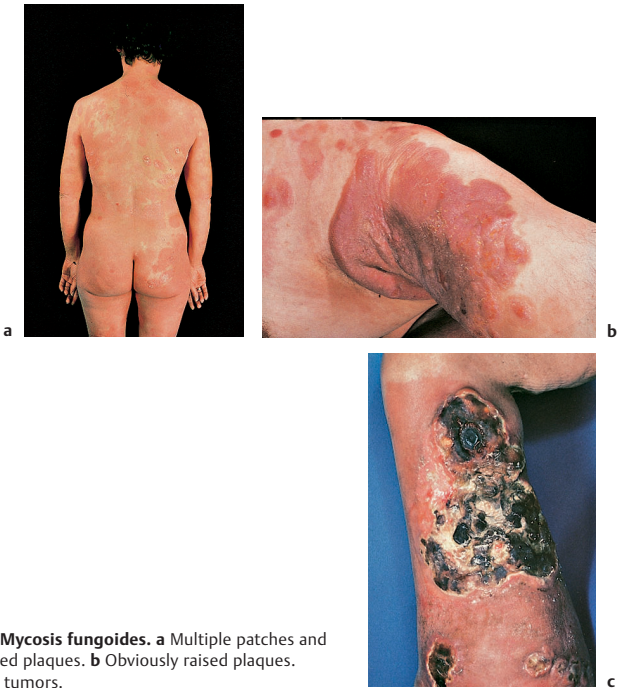 a
b
c
Mycosis fungoides. a Multiple patches and
ed plaques. b Obviously raised plaques.
tumors.